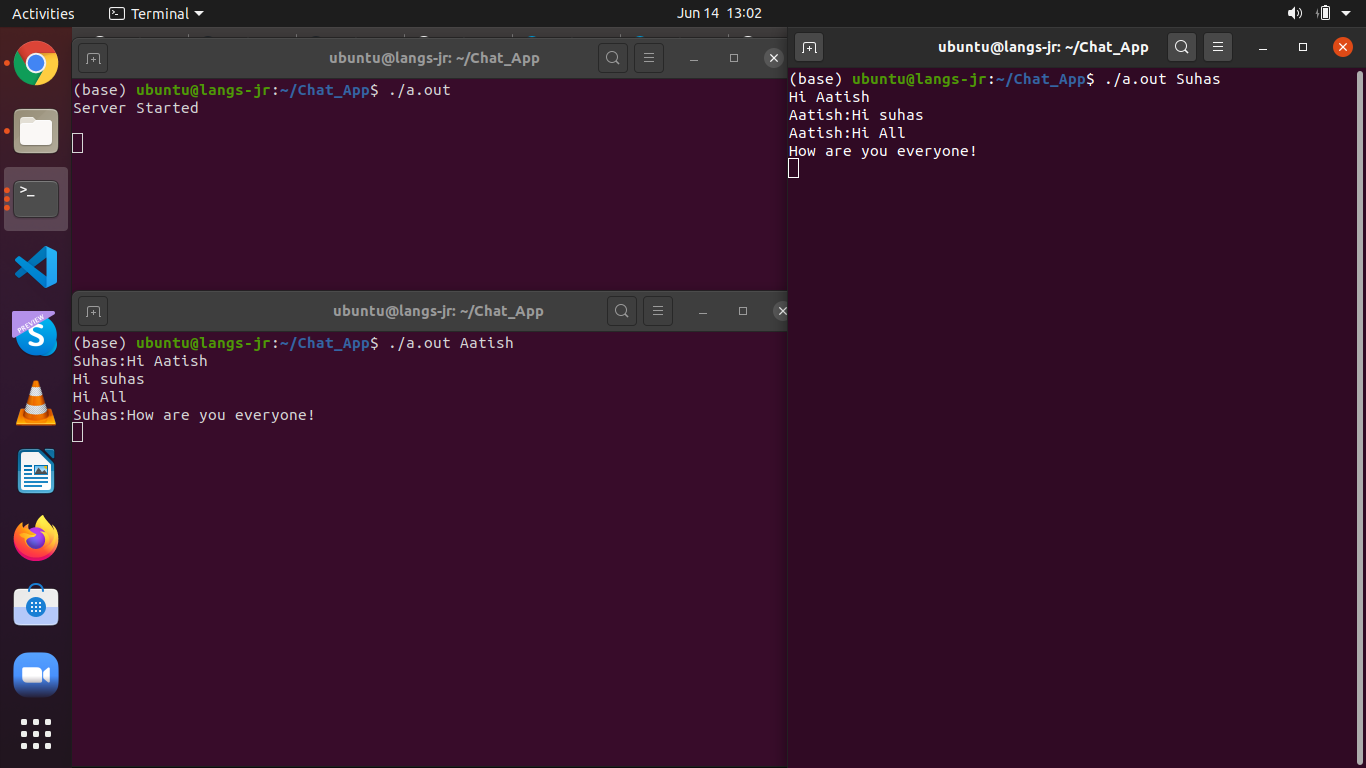 Activities
Terminal
Jun 14 13:02
ubuntu@langs-jr: ~/Chat_App
(base) ubuntu@langs-jr:~/Chat_App$ ./a.out
Server Started
ubuntu@langs-jr: ~/Chat_App
(base) ubuntu@langs-jr:~/Chat_App$ ./a.out Aatish
Suhas:Hi Aatish
Hi suhas
Hi All
Suhas:How are you everyone!
ubuntu@langs-jr: ~/Chat_App
(base) ubuntu@langs-jr:~/Chat_App$ ./a.out Suhas
Hi Aatish
Aatish:Hi suhas
Aatish:Hi All
How are you everyone!
>_
PREVIEW
S